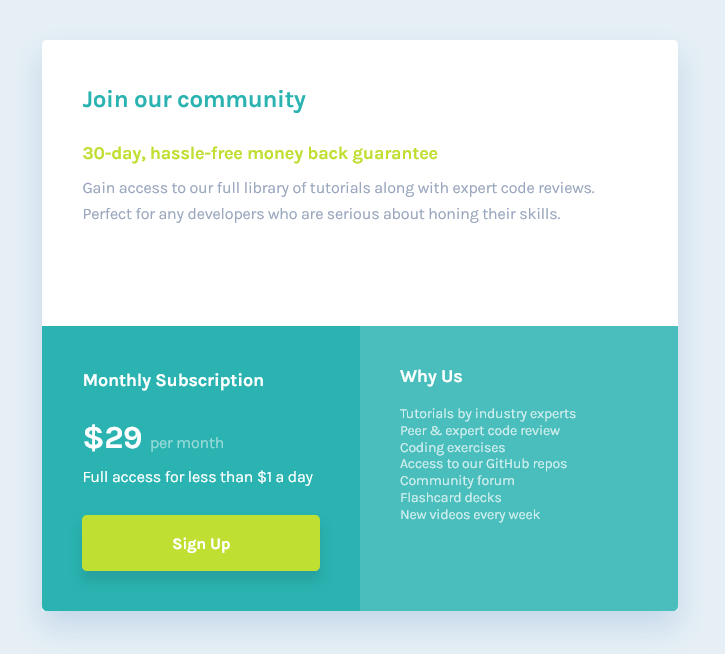 Join our community
30-day, hassle-free money back guarantee
Gain access to our full library of tutorials along with expert code reviews.
Perfect for any developers who are serious about honing their skills.
Monthly Subscription
$29 per month
Full access for less than $1 a day
Sign Up
Why Us
Tutorials by industry experts
Peer & expert code review
Coding exercises
Access to our GitHub repos
Community forum
Flashcard decks
New videos every week